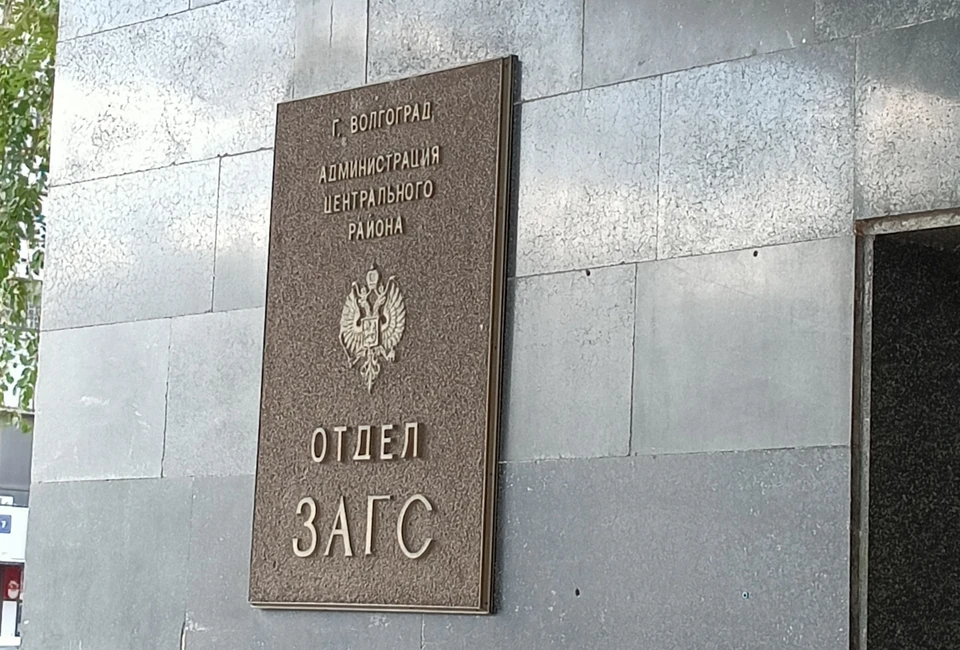 Г. ВОЛГОГРАД
АДМИНИСТРАЦИЯ
ЦЕНТРАЛЬНОГО
РАЙОНА
ОТДЕЛ
ЗАГС